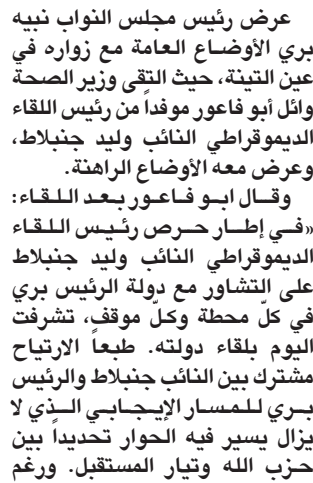 عرض رئيس مجلس النواب نبيه
بري الأوضاع العامة مع زواره في
عين التينة، حيث التقى وزير الصحة
وائل أبو فاعور موفداً من رئيس اللقاء
الديموقراطي النائب وليد جنبلاط،
وعرض معه الأوضاع الراهنة.
وقال ابو فاعور بعد اللقاء:
«في إطار حرص رئيس اللقاء
الديموقراطي النائب وليد جنبلاط
على التشاور مع دولة الرئيس بري
في كلّ محطة وكلّ موقف، تشرفت
اليوم بلقاء دولته. طبعاً الارتياح
مشترك بين النائب جنبلاط والرئيس
بري للمسار الإيجابي الذي لا
يزال يسير فيه الحوار تحديداً بين
حزب الله وتيار المستقبل. ورغم